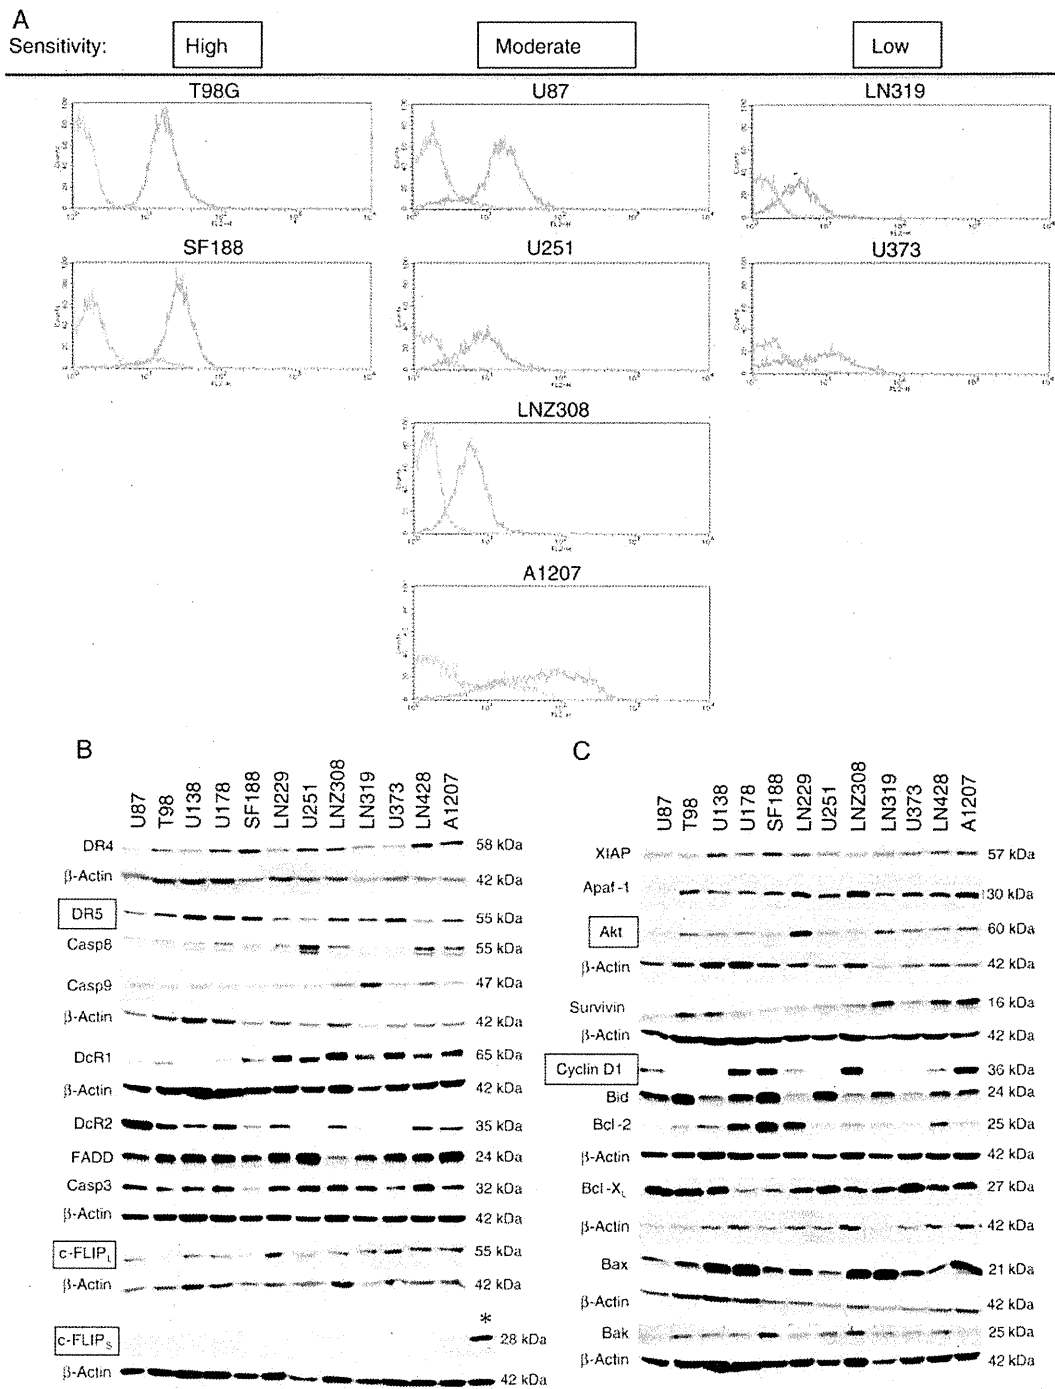 A
Sensitivity: High Moderate Low
T98G U87 LN319
SF188 U251 U373
LNZ308
A1207
B
U87 T98 U138 U178 SF188 LN229 U251 LNZ308 LN319 U373 LN428 A1207
DR4 58 kDa
β-Actin 42 kDa
DR5 55 kDa
Casp8 55 kDa
Casp9 47 kDa
β-Actin 42 kDa
DcR1 65 kDa
β-Actin 42 kDa
DcR2 35 kDa
FADD 24 kDa
Casp3 32 kDa
β-Actin 42 kDa
c-FLIP_L 55 kDa
β-Actin 42 kDa
*
c-FLIP_S 28 kDa
β-Actin 42 kDa
C
U87 T98 U138 U178 SF188 LN229 U251 LNZ308 LN319 U373 LN428 A1207
XIAP 57 kDa
Apaf-1 130 kDa
Akt 60 kDa
β-Actin 42 kDa
Survivin 16 kDa
β-Actin 42 kDa
Cyclin D1 36 kDa
Bid 24 kDa
Bcl-2 25 kDa
β-Actin 42 kDa
Bcl-X_L 27 kDa
β-Actin 42 kDa
Bax 21 kDa
β-Actin 42 kDa
Bak 25 kDa
β-Actin 42 kDa